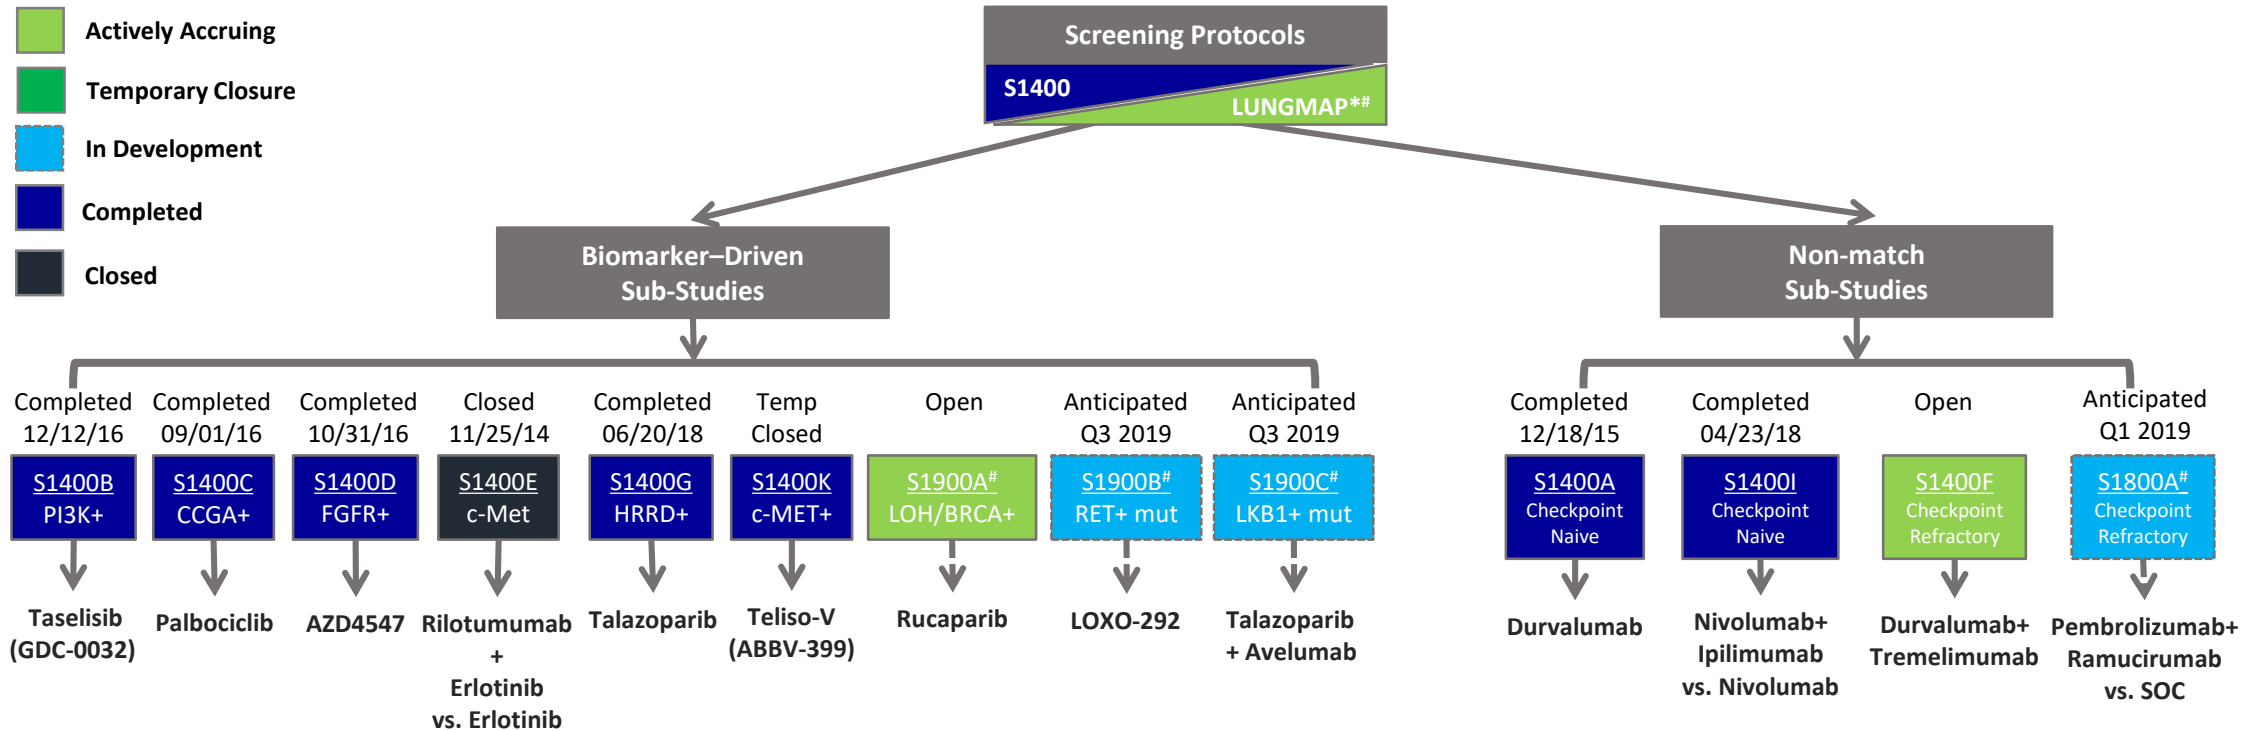 Actively Accruing
Temporary Closure
In Development
Completed
Closed
Screening Protocols
S1400
LUNGMAP*#
Biomarker–Driven
Sub-Studies
Non-match
Sub-Studies
Completed
12/12/16
S1400B
PI3K+
Taselisib
(GDC-0032)
Completed
09/01/16
S1400C
CCGA+
Palbociclib
Completed
10/31/16
S1400D
FGFR+
AZD4547
Closed
11/25/14
S1400E
c-Met
Rilotumumab
+
Erlotinib
vs. Erlotinib
Completed
06/20/18
S1400G
HRRD+
Talazoparib
Temp
Closed
S1400K
c-MET+
Teliso-V
(ABBV-399)
Open
S1900A#
LOH/BRCA+
Rucaparib
Anticipated
Q3 2019
S1900B#
RET+ mut
LOXO-292
Anticipated
Q3 2019
S1900C#
LKB1+ mut
Talazoparib
+ Avelumab
Completed
12/18/15
S1400A
Checkpoint
Naive
Durvalumab
Completed
04/23/18
S1400I
Checkpoint
Naive
Nivolumab+
Ipilimumab
vs. Nivolumab
Open
S1400F
Checkpoint
Refractory
Durvalumab+
Tremelimumab
Anticipated
Q1 2019
S1800A#
Checkpoint
Refractory
Pembrolizumab+
Ramucirumab
vs. SOC